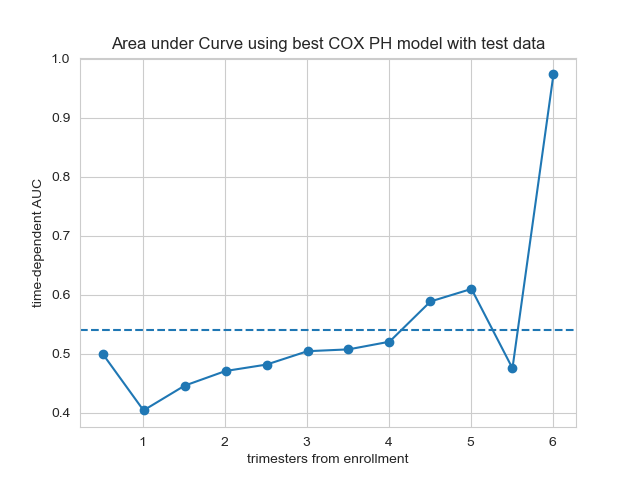 Area under Curve using best COX PH model with test data
time-dependent AUC
1.0
0.9
0.8
0.7
0.6
0.5
0.4
1 2 3 4 5 6
trimesters from enrollment